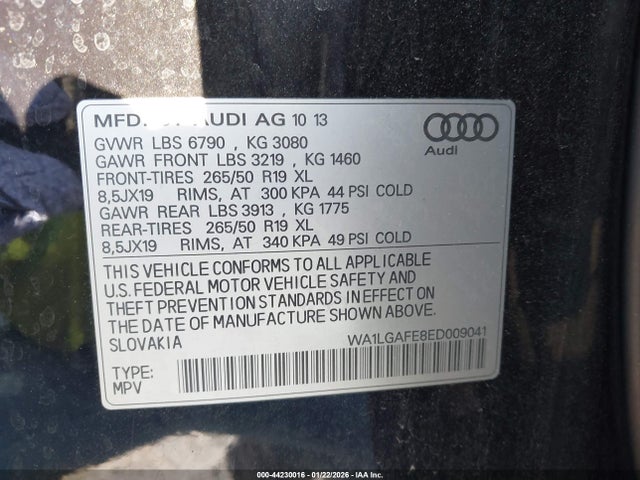 MFD. BY AUDI AG 10 13
GVWR LBS 6790 , KG 3080
GAWR FRONT LBS 3219 , KG 1460
FRONT-TIRES 265/50 R19 XL
8,5JX19 RIMS, AT 300 KPA 44 PSI COLD
GAWR REAR LBS 3913 , KG 1775
REAR-TIRES 265/50 R19 XL
8,5JX19 RIMS, AT 340 KPA 49 PSI COLD
Audi
THIS VEHICLE CONFORMS TO ALL APPLICABLE
U.S. FEDERAL MOTOR VEHICLE SAFETY AND
THEFT PREVENTION STANDARDS IN EFFECT ON
THE DATE OF MANUFACTURE SHOWN ABOVE.
SLOVAKIA
WA1LGAFE8ED009041
TYPE:
MPV
000-44230016 - 01/22/2026 - IAA Inc.